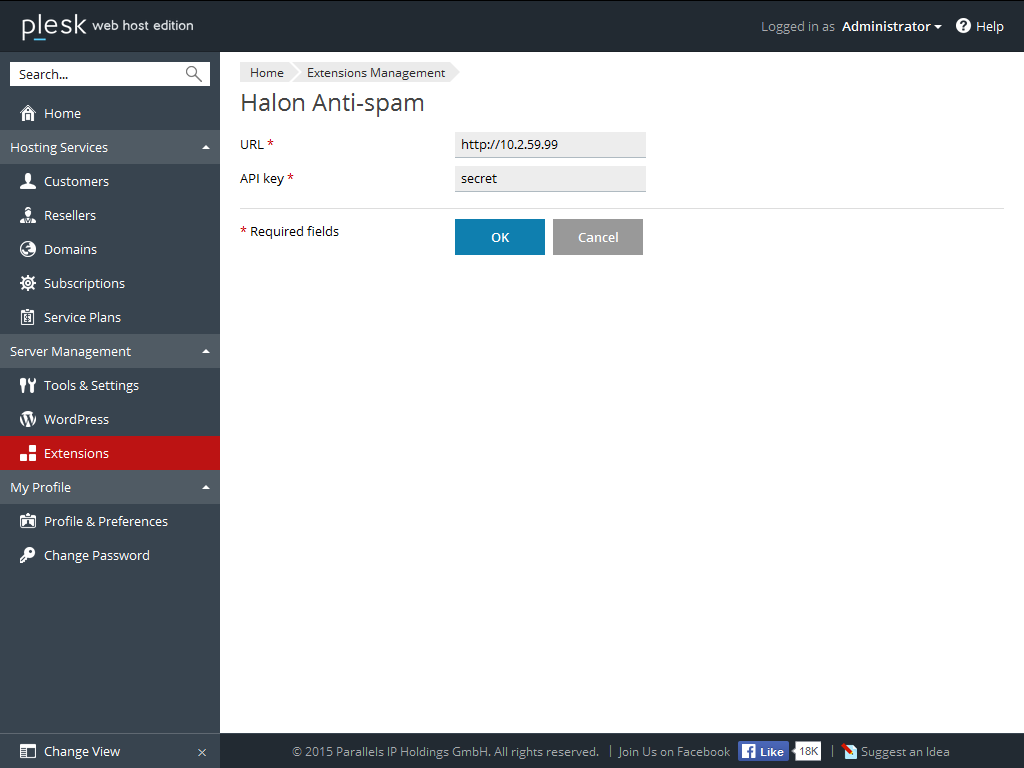 plesk web host edition
Logged in as Administrator
Help
Search...
Home
Hosting Services
Customers
Resellers
Domains
Subscriptions
Service Plans
Server Management
Tools & Settings
WordPress
Extensions
My Profile
Profile & Preferences
Change Password
Change View
Home
Extensions Management
Halon Anti-spam
URL *
http://10.2.59.99
API key *
secret
* Required fields
OK
Cancel
© 2015 Parallels IP Holdings GmbH. All rights reserved.
Join Us on Facebook
Like
18K
Suggest an Idea